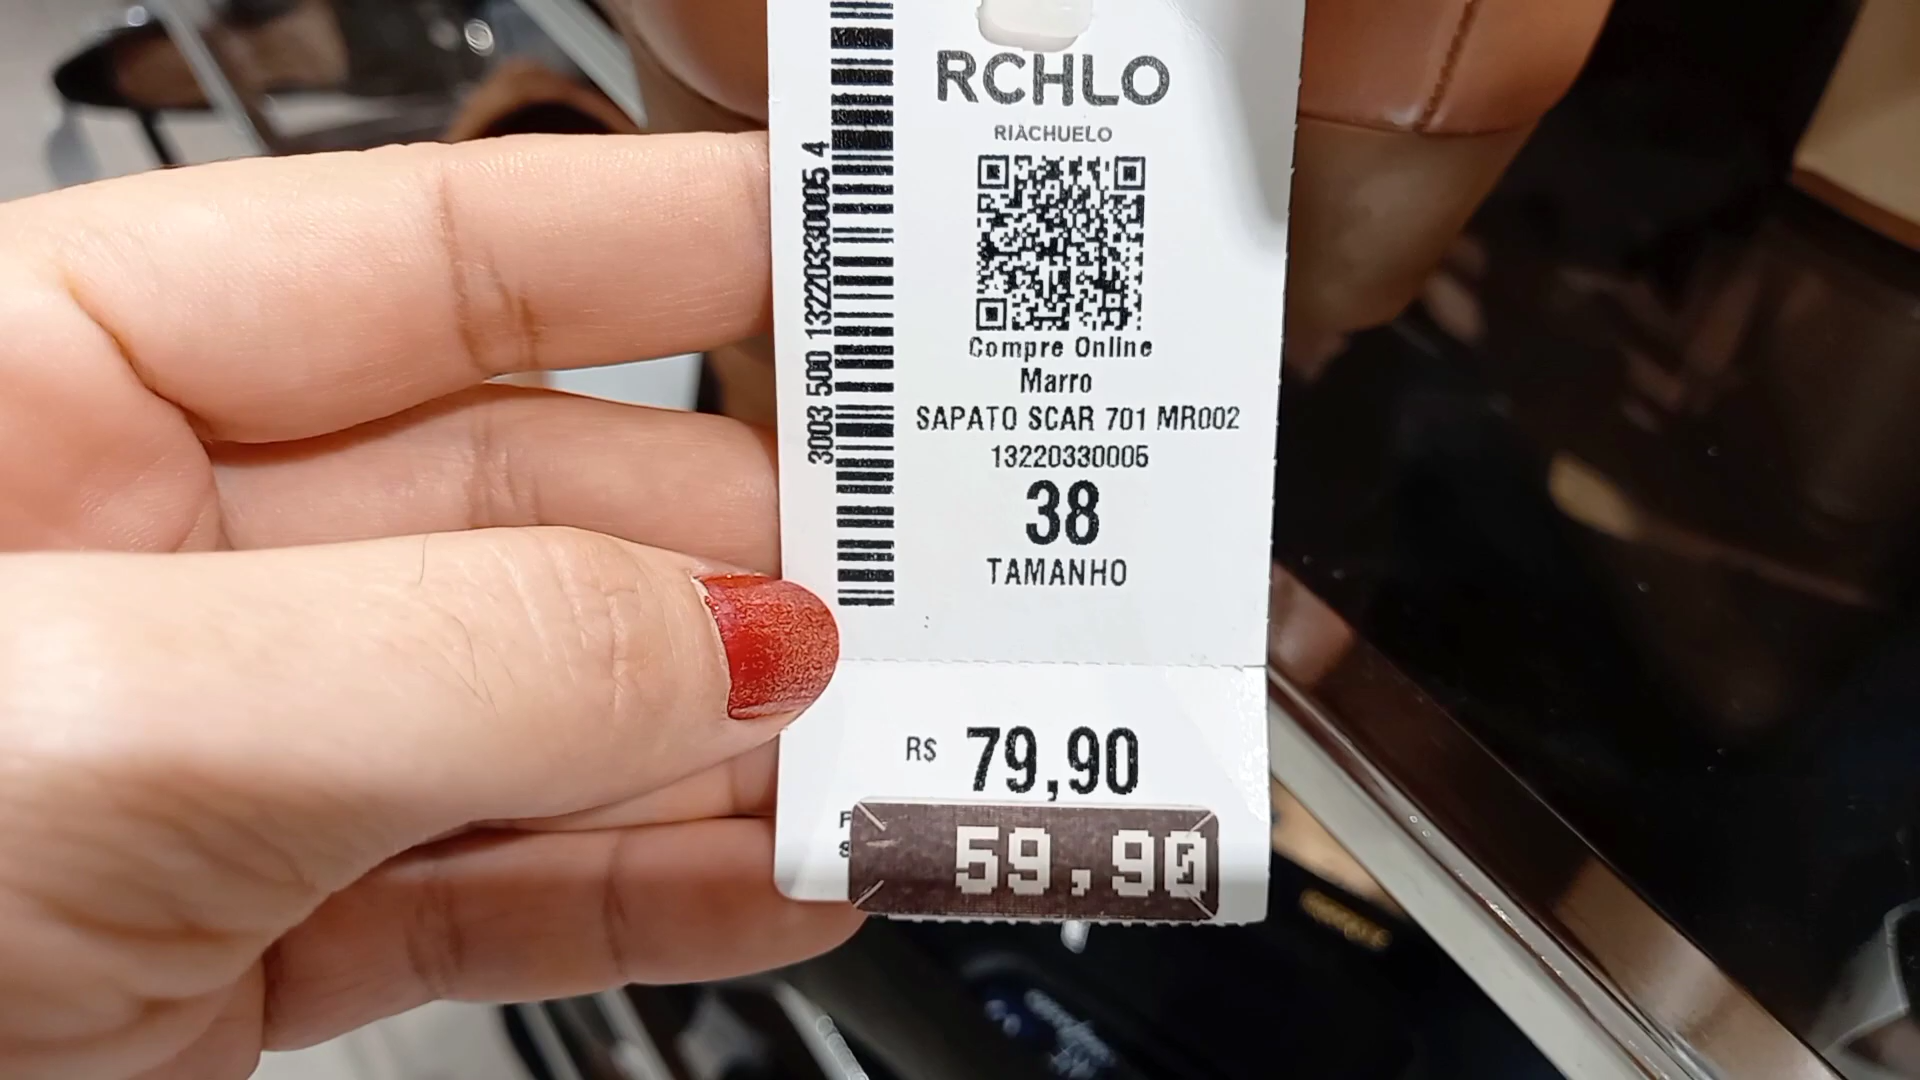 RCHLO
RIACHUELO
3003 500 13220330005 4
Compre Online
Marro
SAPATO SCAR 701 MR002
13220330005
38
TAMANHO
R$ 79,90
59,90